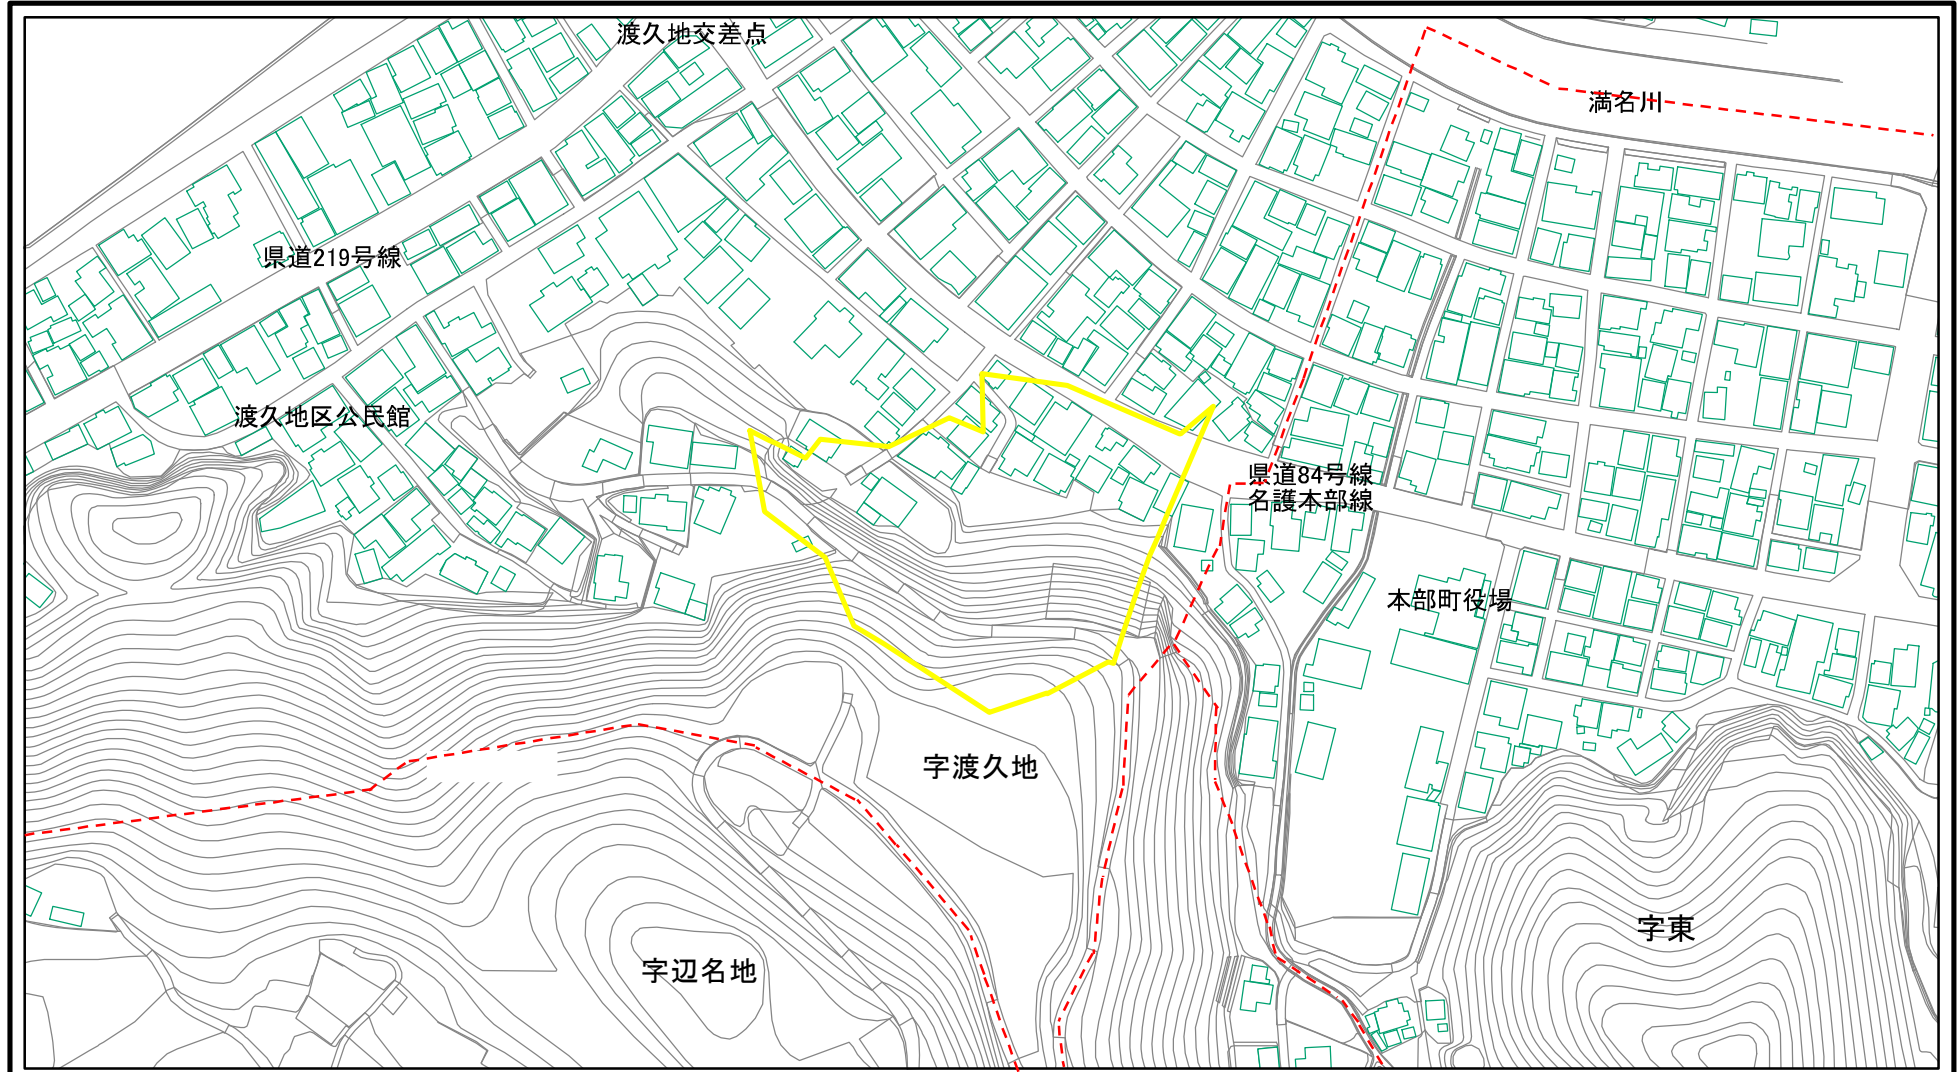 渡久地交差点
満名川
県道219号線
渡久地区公民館
県道84号線
名護本部線
本部町役場
字渡久地
字東
字辺名地